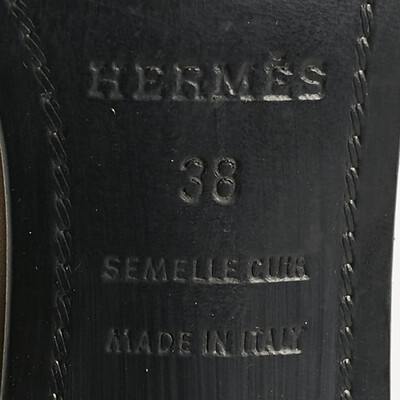 HERMÈS
38
SEMELLE CUIR
MADE IN ITALY